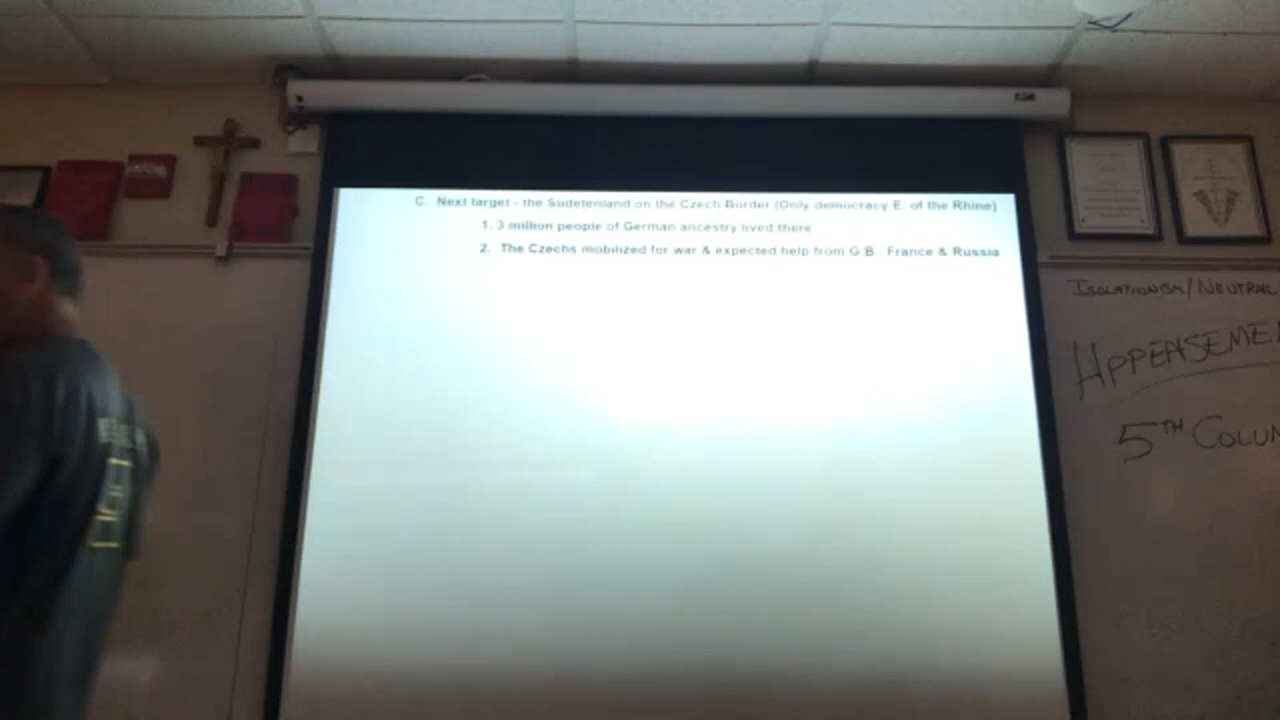 C. Next target - the Sudetenland on the Czech Border (Only democracy E. of the Rhine)
1. 3 million people of German ancestry lived there
2. The Czechs mobilized for war & expected help from G.B. France & Russia
ISOLATIONISM/NEUTRAL
APPEASEME
5TH COLUM